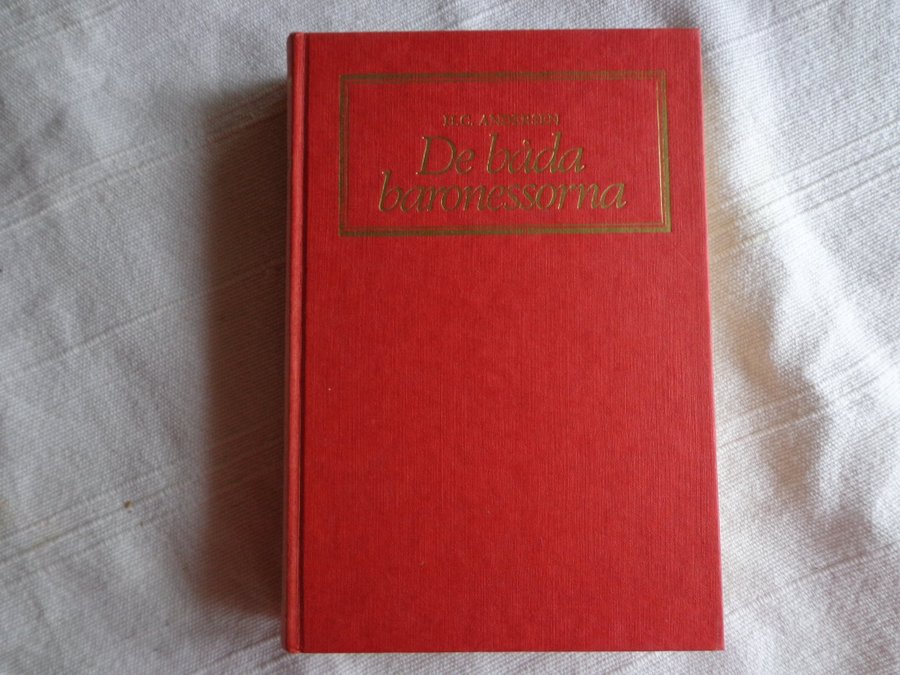 H.C. ANDERSEN
De båda
baronessorna